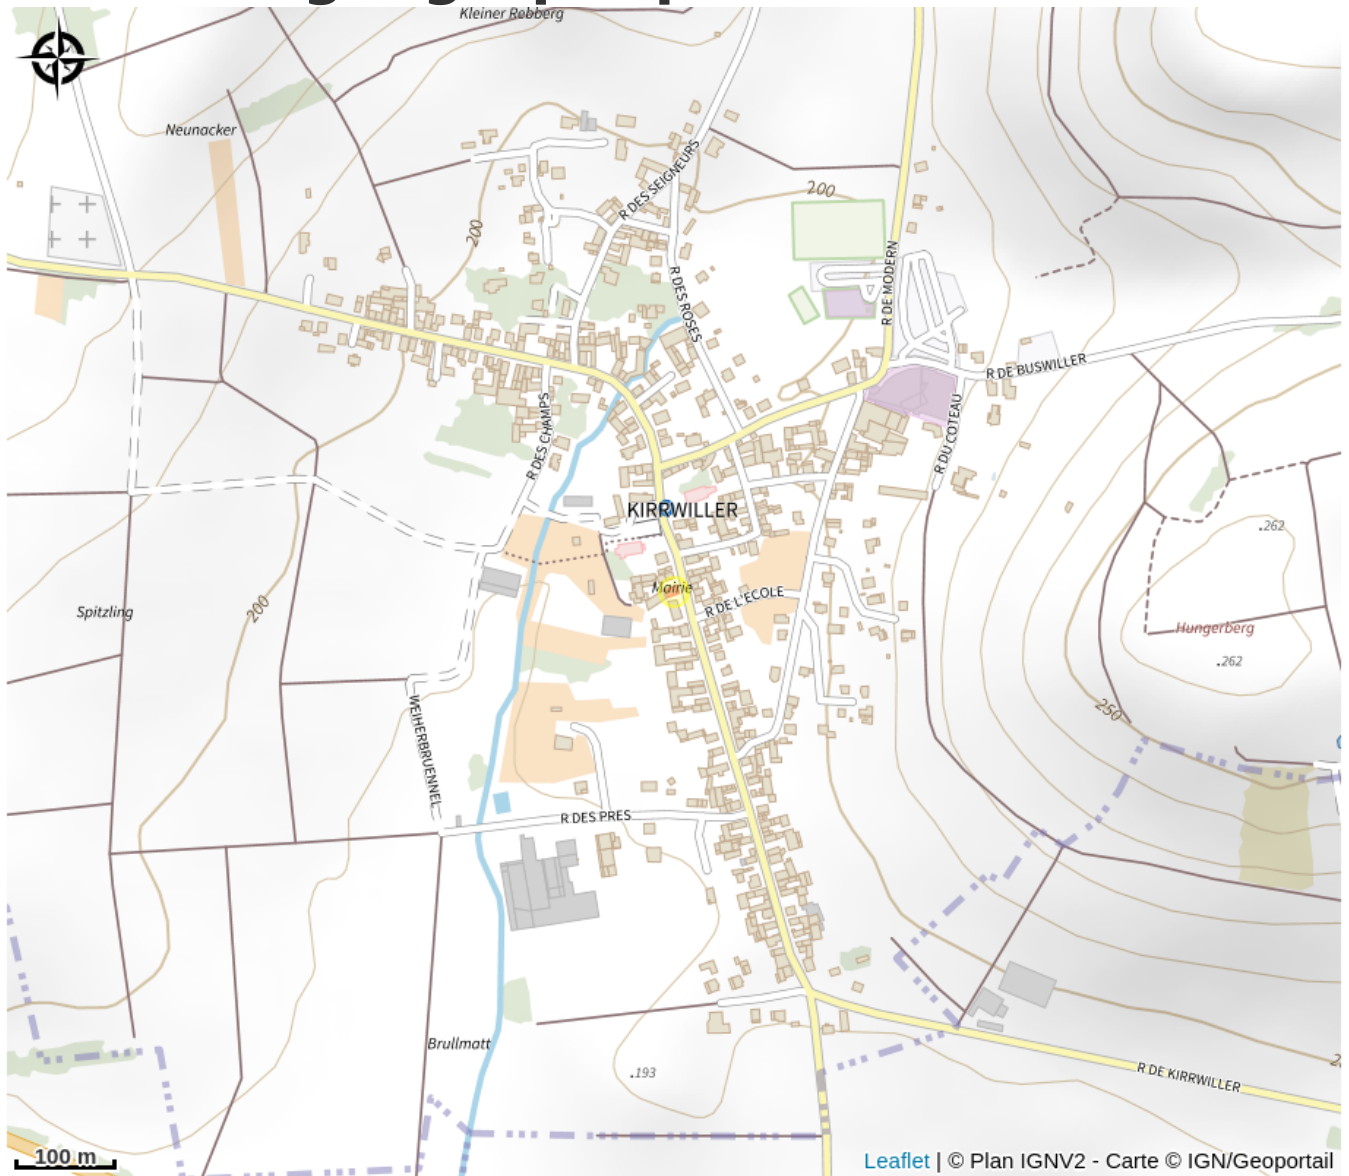 Kleiner Rebberg
Neunacker
R DES SEIGNEURS
200
200
R DE MODERN
R DES ROSES
R DE BUSWILLER
R DES CHAMPS
R DU COTEAU
KIRRWILLER
.262
Mairie
R DE L'ECOLE
Spitzling
200
Hungerberg
.262
250
WEIHERBRUENNEL
R DES PRES
Brullmatt
.193
R DE KIRRWILLER
100 m
Leaflet | © Plan IGNV2 - Carte © IGN/Geoportail